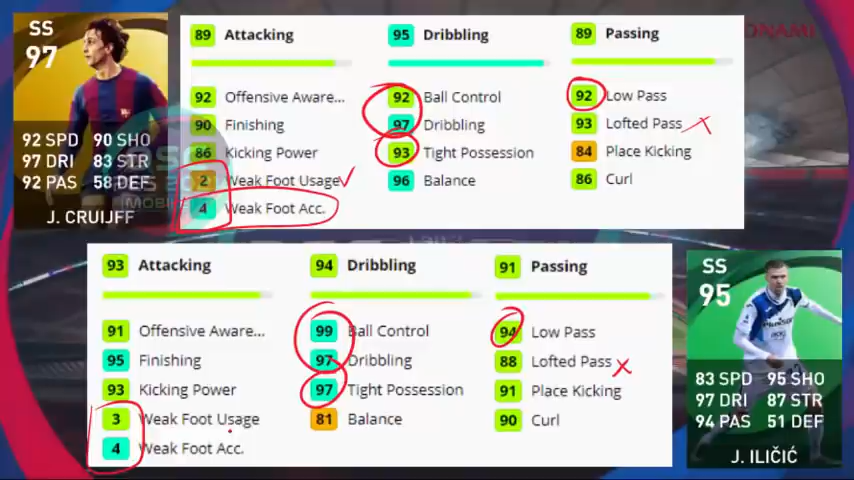 SS
97
92 SPD 90 SHO
97 DRI 83 STR
92 PAS 58 DEF
J. CRUIJFF
89 Attacking
92 Offensive Aware...
90 Finishing
86 Kicking Power
2 Weak Foot Usage
4 Weak Foot Acc.
95 Dribbling
92 Ball Control
97 Dribbling
93 Tight Possession
96 Balance
89 Passing
92 Low Pass
93 Lofted Pass
84 Place Kicking
86 Curl
KONAMI
93 Attacking
91 Offensive Aware...
95 Finishing
93 Kicking Power
3 Weak Foot Usage
4 Weak Foot Acc.
94 Dribbling
99 Ball Control
97 Dribbling
97 Tight Possession
81 Balance
91 Passing
94 Low Pass
88 Lofted Pass
91 Place Kicking
90 Curl
SS
95
83 SPD 95 SHO
97 DRI 87 STR
94 PAS 51 DEF
J. ILIČIĆ